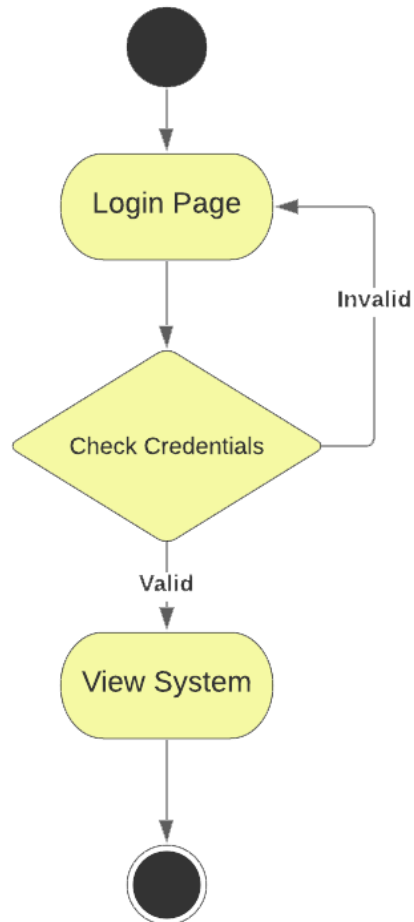 Login Page
Invalid
Check Credentials
Valid
View System